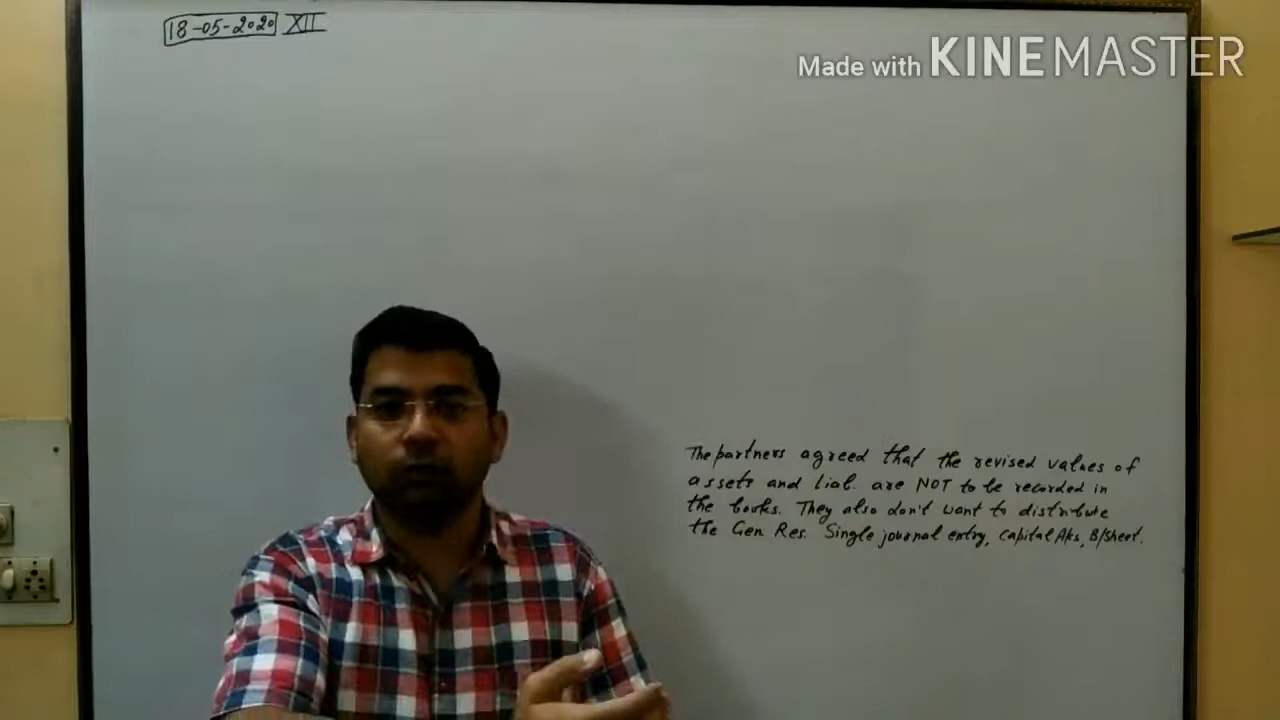 18-05-2020 XII
Made with KINEMASTER
The partners agreed that the revised values of
assets and Liab. are NOT to be recorded in
the books. They also don't want to distribute
the Gen Res. Single journal entry, Capital A/cs, B/Sheet.